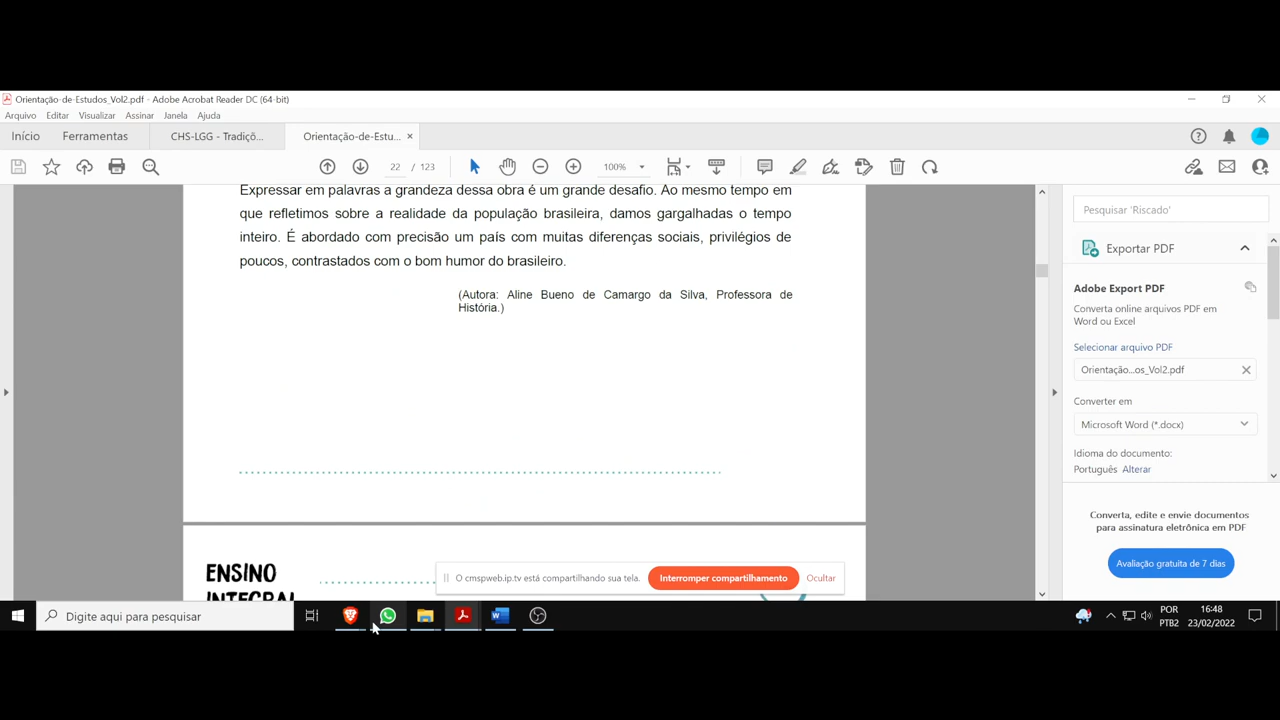 Orientação-de-Estudos_Vol2.pdf - Adobe Acrobat Reader DC (64-bit)
Arquivo Editar Visualizar Assinar Janela Ajuda
Início Ferramentas CHS-LGG - Tradiçõ... Orientação-de-Estu... ×
22 / 123 100%
Expressar em palavras a grandeza dessa obra é um grande desafio. Ao mesmo tempo em
que refletimos sobre a realidade da população brasileira, damos gargalhadas o tempo
inteiro. É abordado com precisão um país com muitas diferenças sociais, privilégios de
poucos, contrastados com o bom humor do brasileiro.
(Autora: Aline Bueno de Camargo da Silva, Professora de
História.)
ENSINO
INTEGRAL
Pesquisar 'Riscado'
Exportar PDF
Adobe Export PDF
Converta online arquivos PDF em
Word ou Excel
Selecionar arquivo PDF
Orientação...os_Vol2.pdf
Converter em
Microsoft Word (*.docx)
Idioma do documento:
Português Alterar
Converta, edite e envie documentos
para assinatura eletrônica em PDF
Avaliação gratuita de 7 dias
O cmspweb.ip.tv está compartilhando sua tela. Interromper compartilhamento Ocultar
Digite aqui para pesquisar
POR
PTB2
16:48
23/02/2022